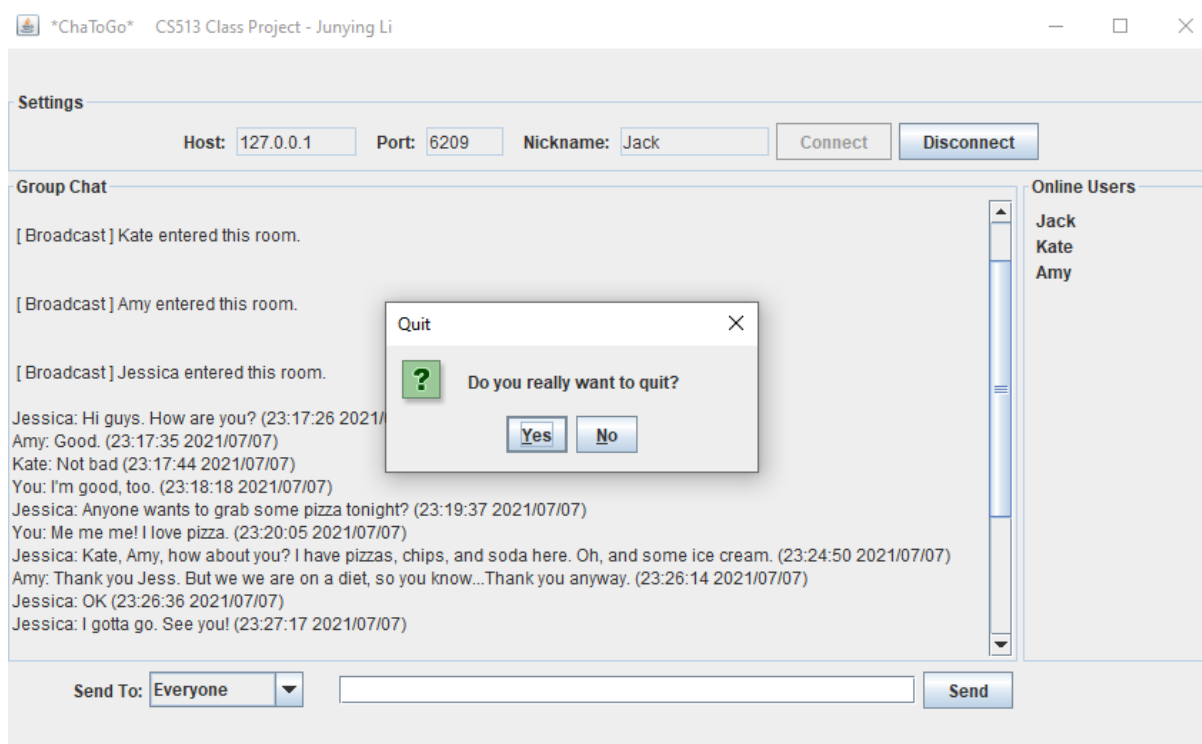 *ChaToGo* CS513 Class Project - Junying Li
Settings
Host: 127.0.0.1 Port: 6209 Nickname: Jack Connect Disconnect
Group Chat
Online Users
[ Broadcast ] Kate entered this room.
[ Broadcast ] Amy entered this room.
[ Broadcast ] Jessica entered this room.
Jessica: Hi guys. How are you? (23:17:26 2021/
Amy: Good. (23:17:35 2021/07/07)
Kate: Not bad (23:17:44 2021/07/07)
You: I'm good, too. (23:18:18 2021/07/07)
Jessica: Anyone wants to grab some pizza tonight? (23:19:37 2021/07/07)
You: Me me me! I love pizza. (23:20:05 2021/07/07)
Jessica: Kate, Amy, how about you? I have pizzas, chips, and soda here. Oh, and some ice cream. (23:24:50 2021/07/07)
Amy: Thank you Jess. But we we are on a diet, so you know...Thank you anyway. (23:26:14 2021/07/07)
Jessica: OK (23:26:36 2021/07/07)
Jessica: I gotta go. See you! (23:27:17 2021/07/07)
Jack
Kate
Amy
Quit
?
Do you really want to quit?
Yes No
Send To: Everyone Send